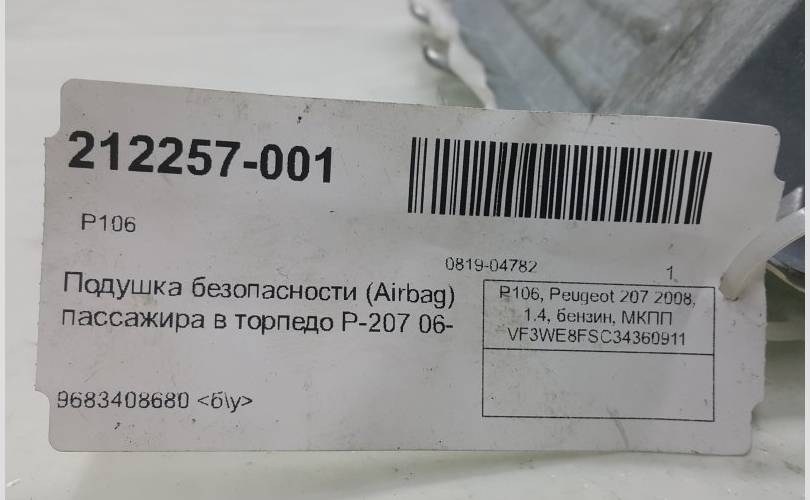 212257-001
P106
0819-04782 1
Подушка безопасности (Airbag)
пассажира в торпедо P-207 06-
P106, Peugeot 207 2008,
1.4, бензин, МКПП
VF3WE8FSC34360911
9683408680 <б\у>